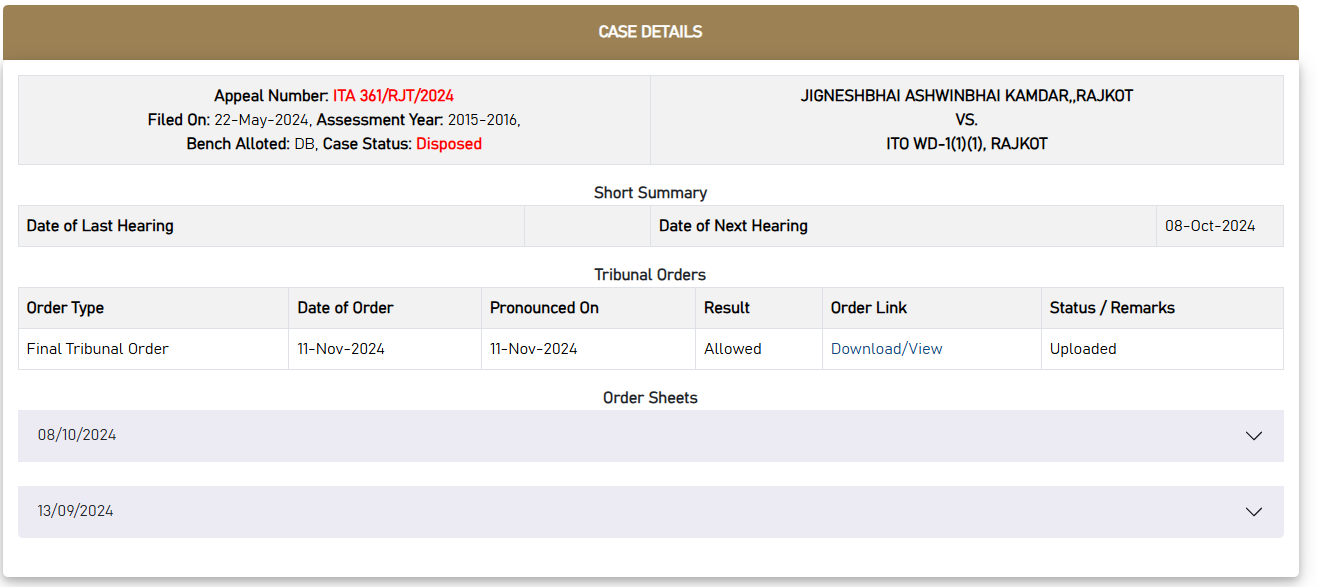 CASE DETAILS
Appeal Number: ITA 361/RJT/2024
Filed On: 22-May-2024, Assessment Year: 2015-2016,
Bench Alloted: DB, Case Status: Disposed
JIGNESHBHAI ASHWINBHAI KAMDAR,,RAJKOT
VS.
ITO WD-1(1)(1), RAJKOT
Short Summary
Date of Last Hearing Date of Next Hearing 08-Oct-2024
Tribunal Orders
Order Type Date of Order Pronounced On Result Order Link Status / Remarks
Final Tribunal Order 11-Nov-2024 11-Nov-2024 Allowed Download/View Uploaded
Order Sheets
08/10/2024
13/09/2024